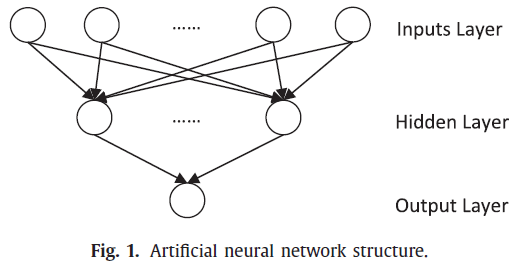 ...... Inputs Layer
...... Hidden Layer
Output Layer
Fig. 1. Artificial neural network structure.